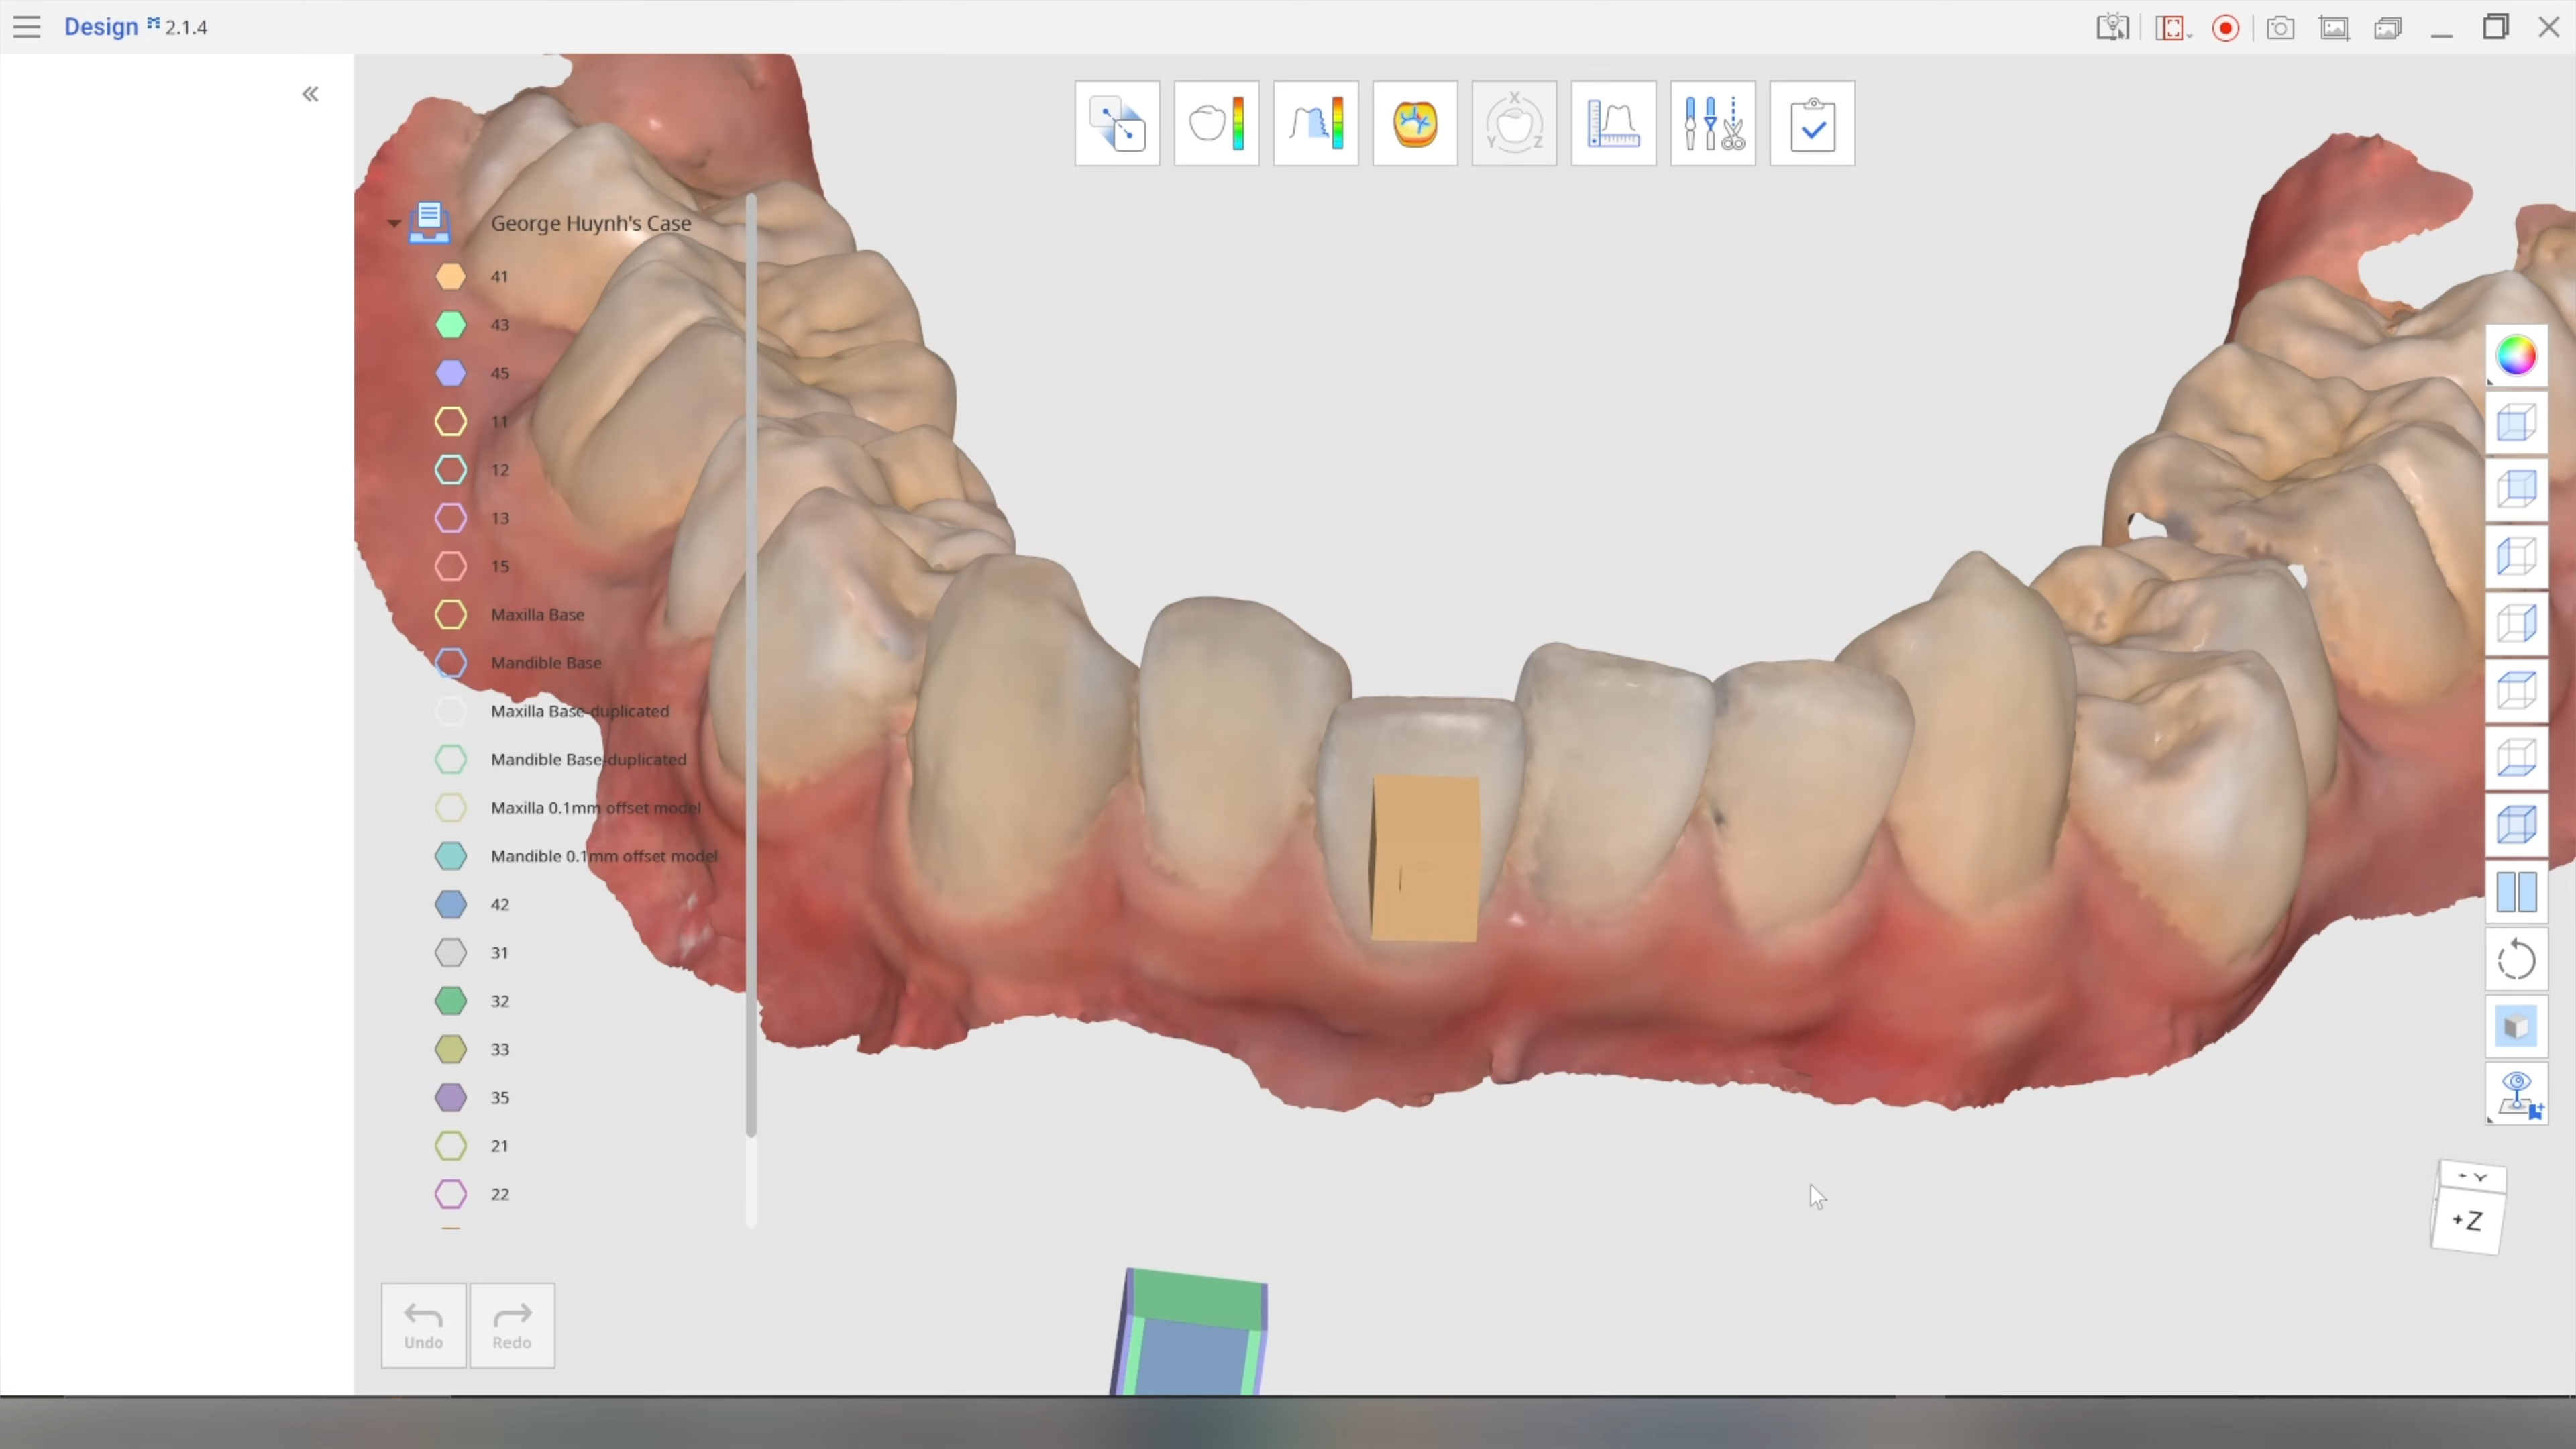 Design 2.1.4
George Huynh's Case
41
43
45
11
12
13
15
Maxilla Base
Mandible Base
Maxilla Base-duplicated
Mandible Base-duplicated
Maxilla 0.1mm offset model
Mandible 0.1mm offset model
42
31
32
33
35
21
22
Undo
Redo
X
Y
Z
+Z